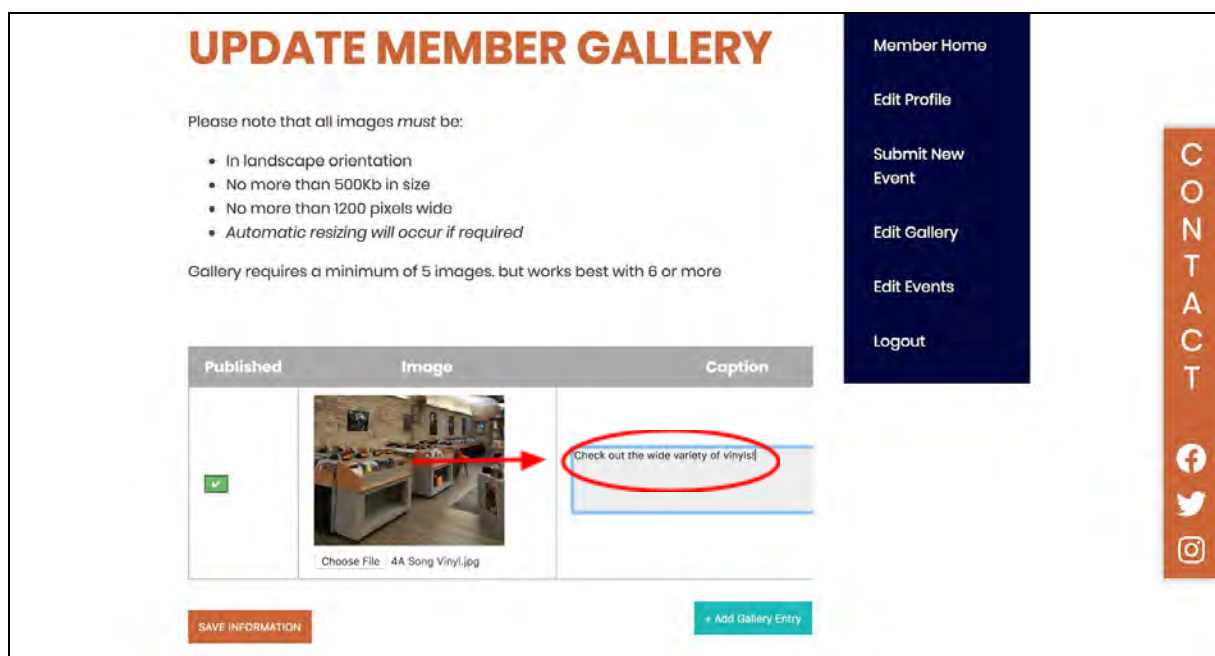 UPDATE MEMBER GALLERY
Please note that all images must be:
• In landscape orientation
• No more than 500Kb in size
• No more than 1200 pixels wide
• Automatic resizing will occur if required
Gallery requires a minimum of 5 images, but works best with 6 or more
Published Image Caption
Check out the wide variety of vinyls!
Choose File 4A Song Vinyl.jpg
SAVE INFORMATION
+ Add Gallery Entry
Member Home
Edit Profile
Submit New
Event
Edit Gallery
Edit Events
Logout
CONTACT